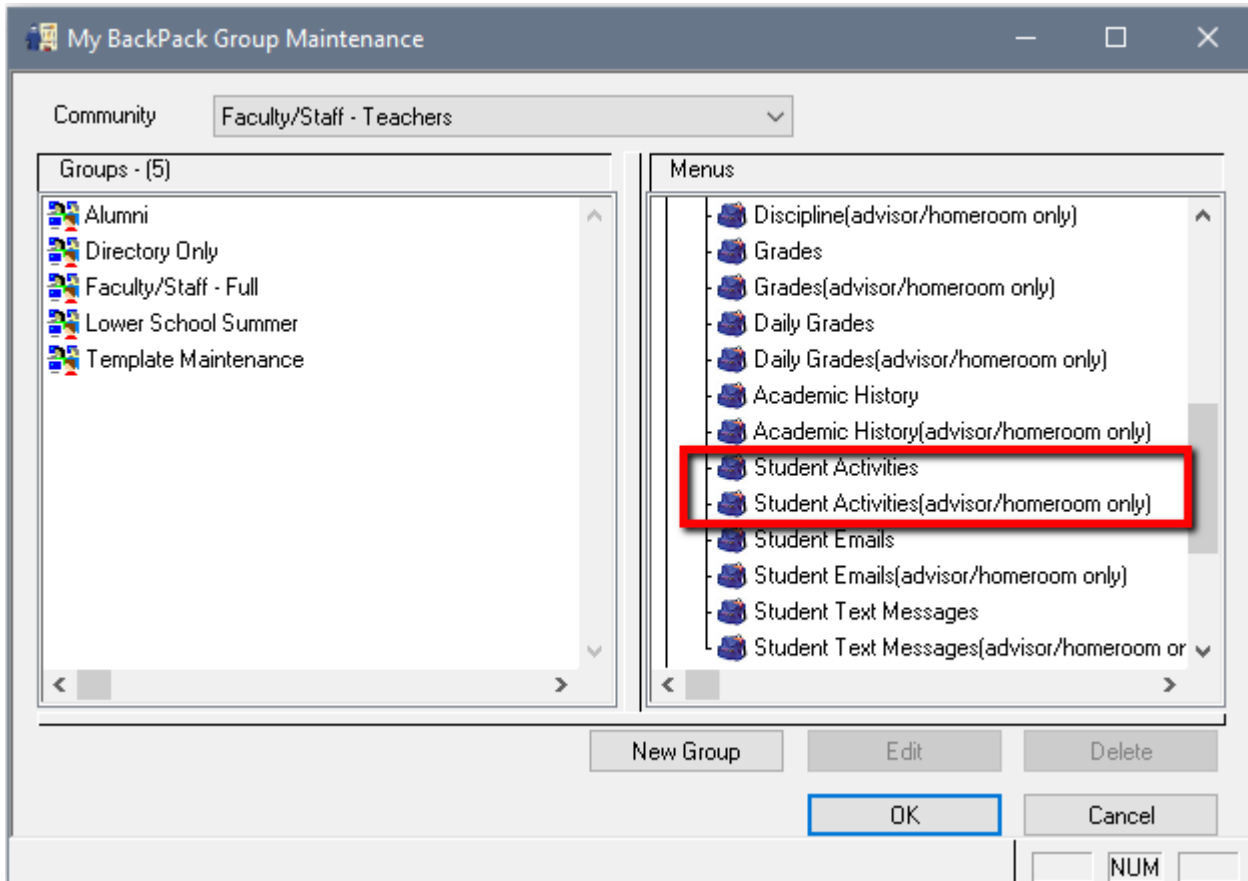 My BackPack Group Maintenance
Community
Faculty/Staff - Teachers
Groups - (5)
Alumni
Directory Only
Faculty/Staff - Full
Lower School Summer
Template Maintenance
Menus
Discipline(advisor/homeroom only)
Grades
Grades(advisor/homeroom only)
Daily Grades
Daily Grades(advisor/homeroom only)
Academic History
Academic History(advisor/homeroom only)
Student Activities
Student Activities(advisor/homeroom only)
Student Emails
Student Emails(advisor/homeroom only)
Student Text Messages
Student Text Messages(advisor/homeroom or
New Group
Edit
Delete
OK
Cancel
NUM